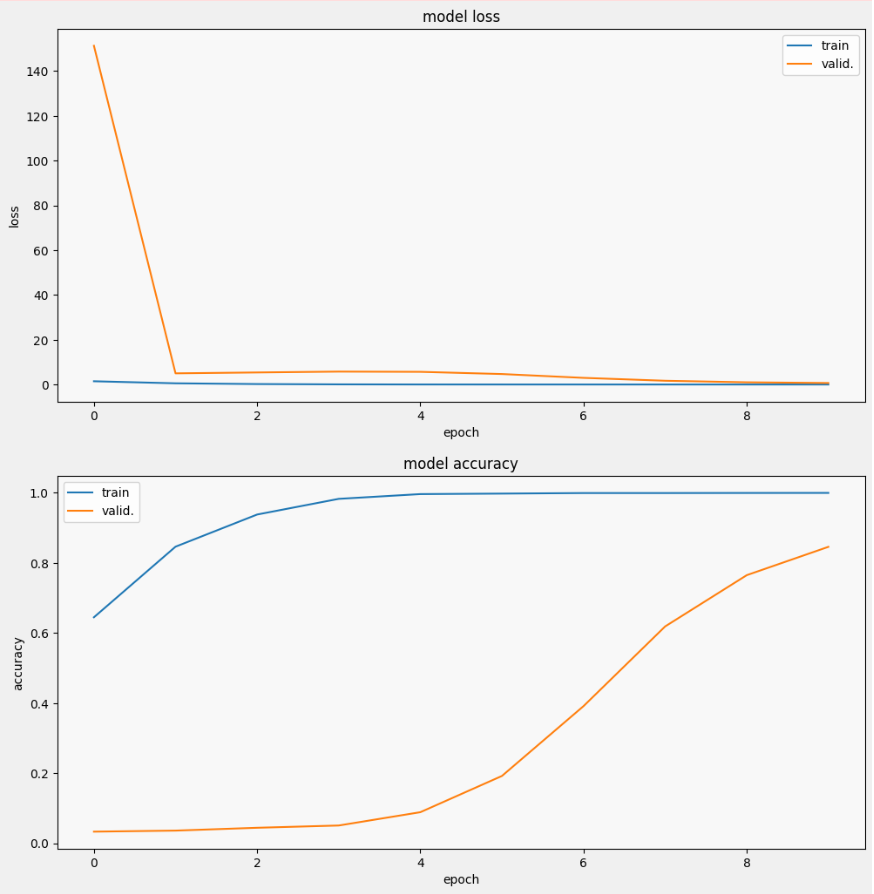 model loss
train
valid.
140
120
100
80
60
40
20
0
loss
0 2 4 6 8
epoch
model accuracy
train
valid.
1.0
0.8
0.6
0.4
0.2
0.0
accuracy
0 2 4 6 8
epoch